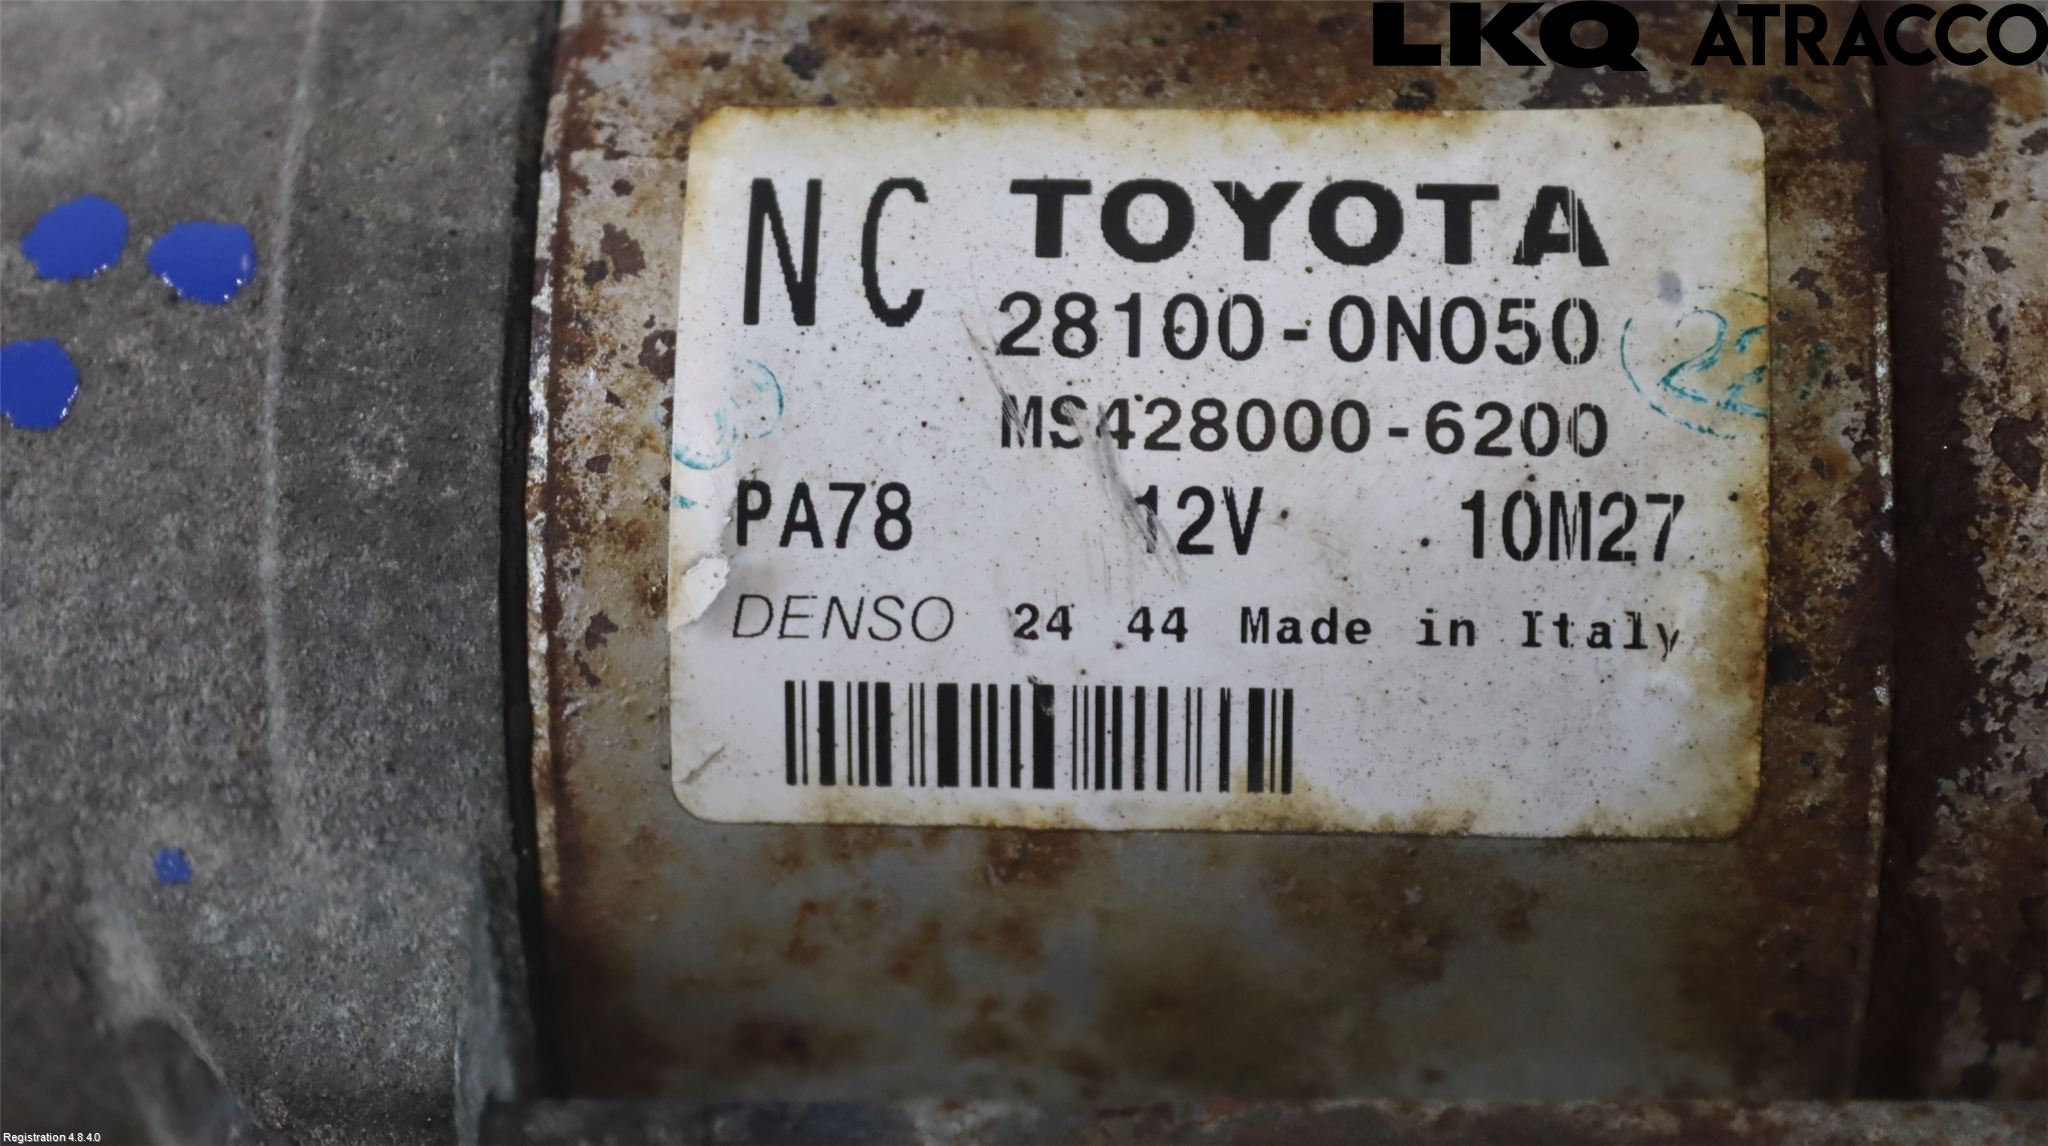 LKQ ATRACCO
NC TOYOTA
28100-0N050
22
MS428000-6200
PA78 12V 10M27
DENSO 24 44 Made in Italy
Registration 4.8.4.0